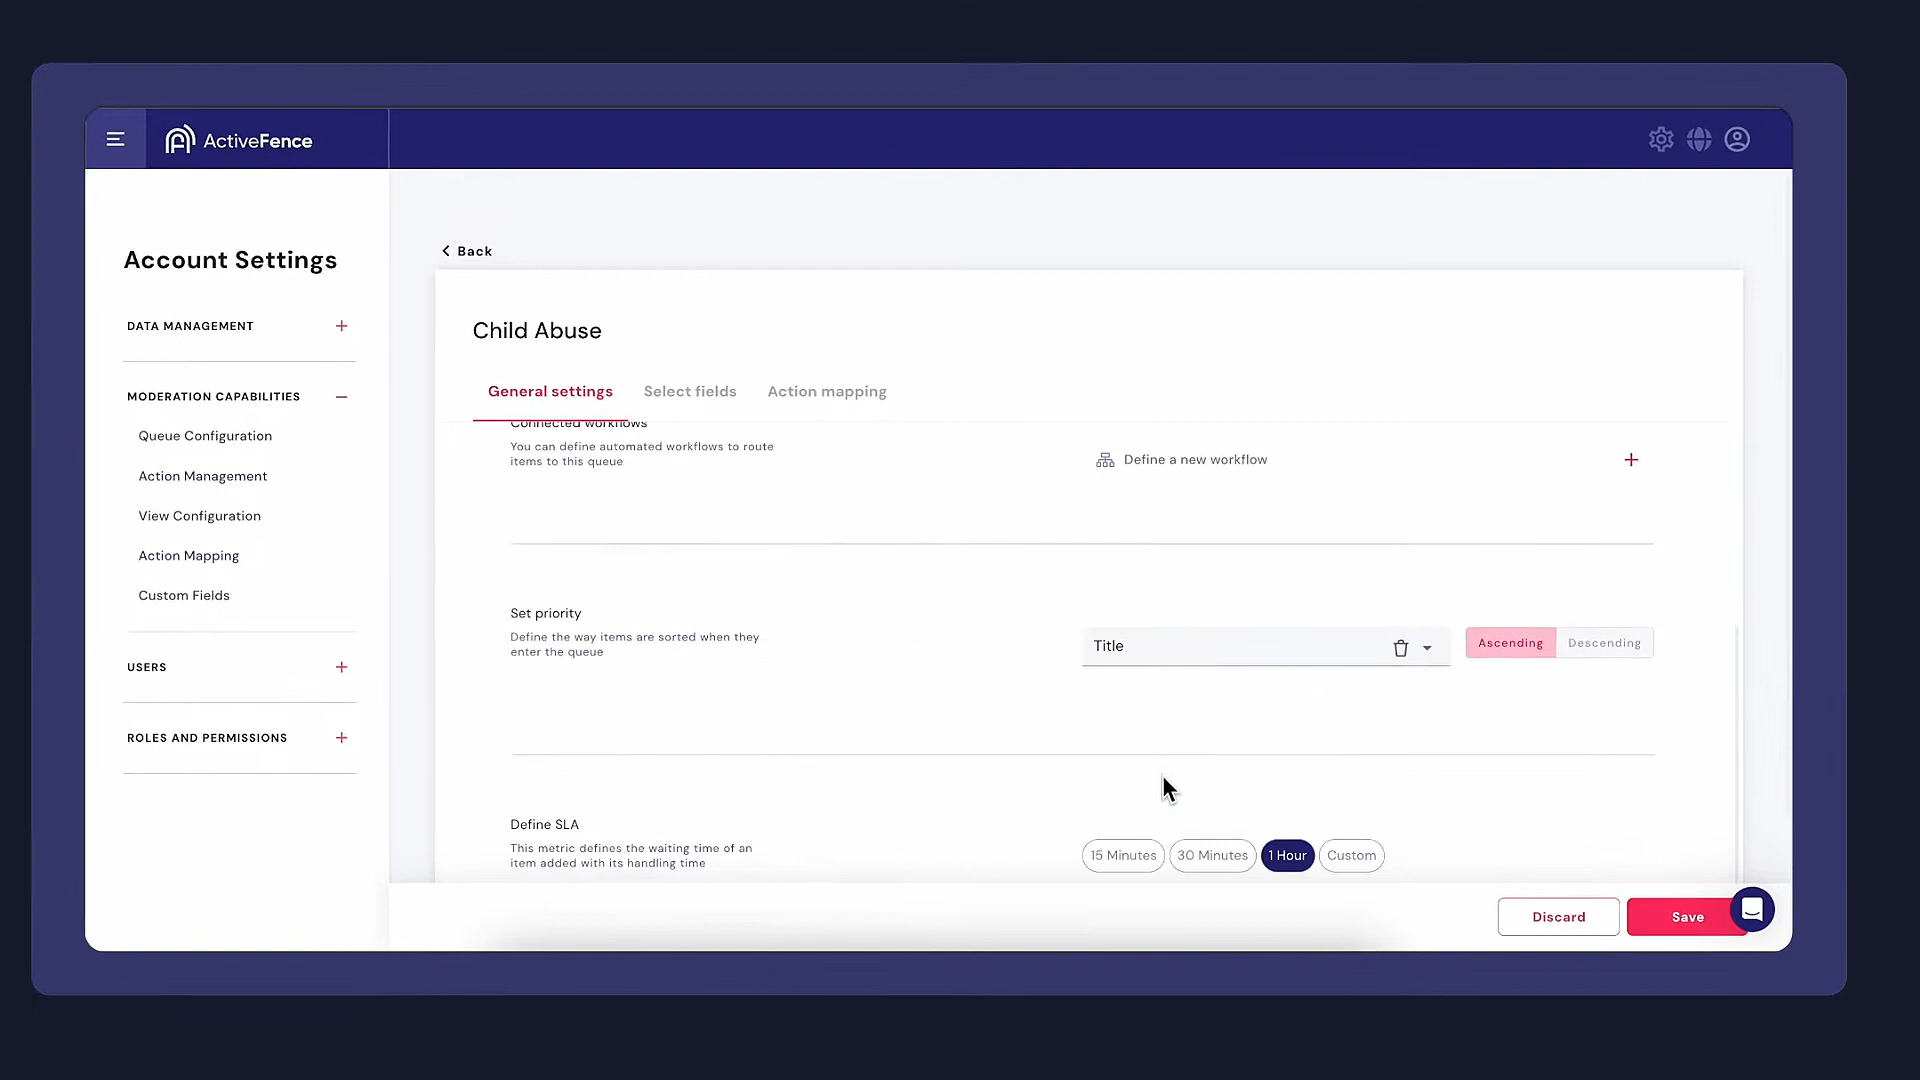 ActiveFence
Account Settings
DATA MANAGEMENT
MODERATION CAPABILITIES
Queue Configuration
Action Management
View Configuration
Action Mapping
Custom Fields
USERS
ROLES AND PERMISSIONS
Back
Child Abuse
General settings
Select fields
Action mapping
Connected workflows
You can define automated workflows to route
items to this queue
Define a new workflow
Set priority
Define the way items are sorted when they
enter the queue
Title
Ascending
Descending
Define SLA
This metric defines the waiting time of an
item added with its handling time
15 Minutes
30 Minutes
1 Hour
Custom
Discard
Save